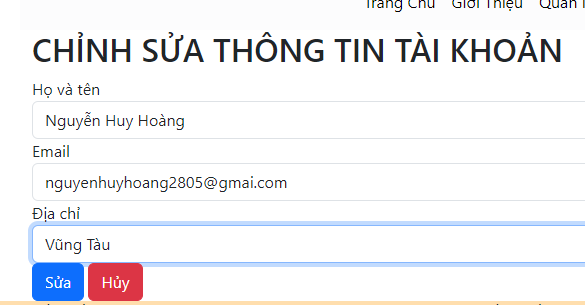 Trang Chủ Giới Thiệu Quản
CHỈNH SỬA THÔNG TIN TÀI KHOẢN
Họ và tên
Nguyễn Huy Hoàng
Email
nguyenhuyhoang2805@gmai.com
Địa chỉ
Vũng Tàu
Sửa Hủy